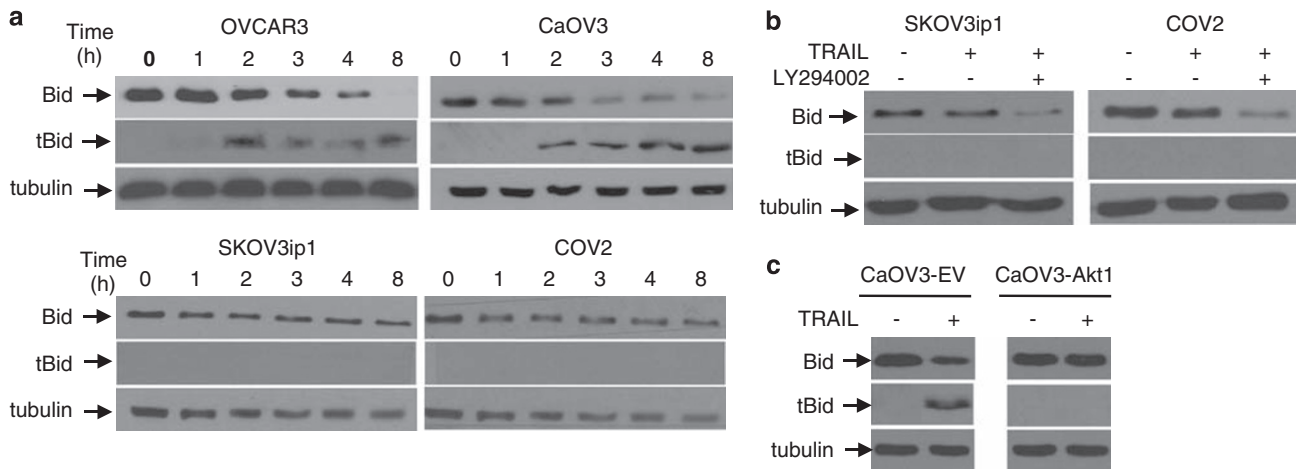 a
OVCAR3
CaOV3
Time
(h)
0 1 2 3 4 8
0 1 2 3 4 8
Bid
tBid
tubulin
SKOV3ip1
COV2
Time
(h)
0 1 2 3 4 8
0 1 2 3 4 8
Bid
tBid
tubulin
b
SKOV3ip1
COV2
TRAIL - + + - + +
LY294002 - - + - - +
Bid
tBid
tubulin
c
CaOV3-EV
CaOV3-Akt1
TRAIL - + - +
Bid
tBid
tubulin